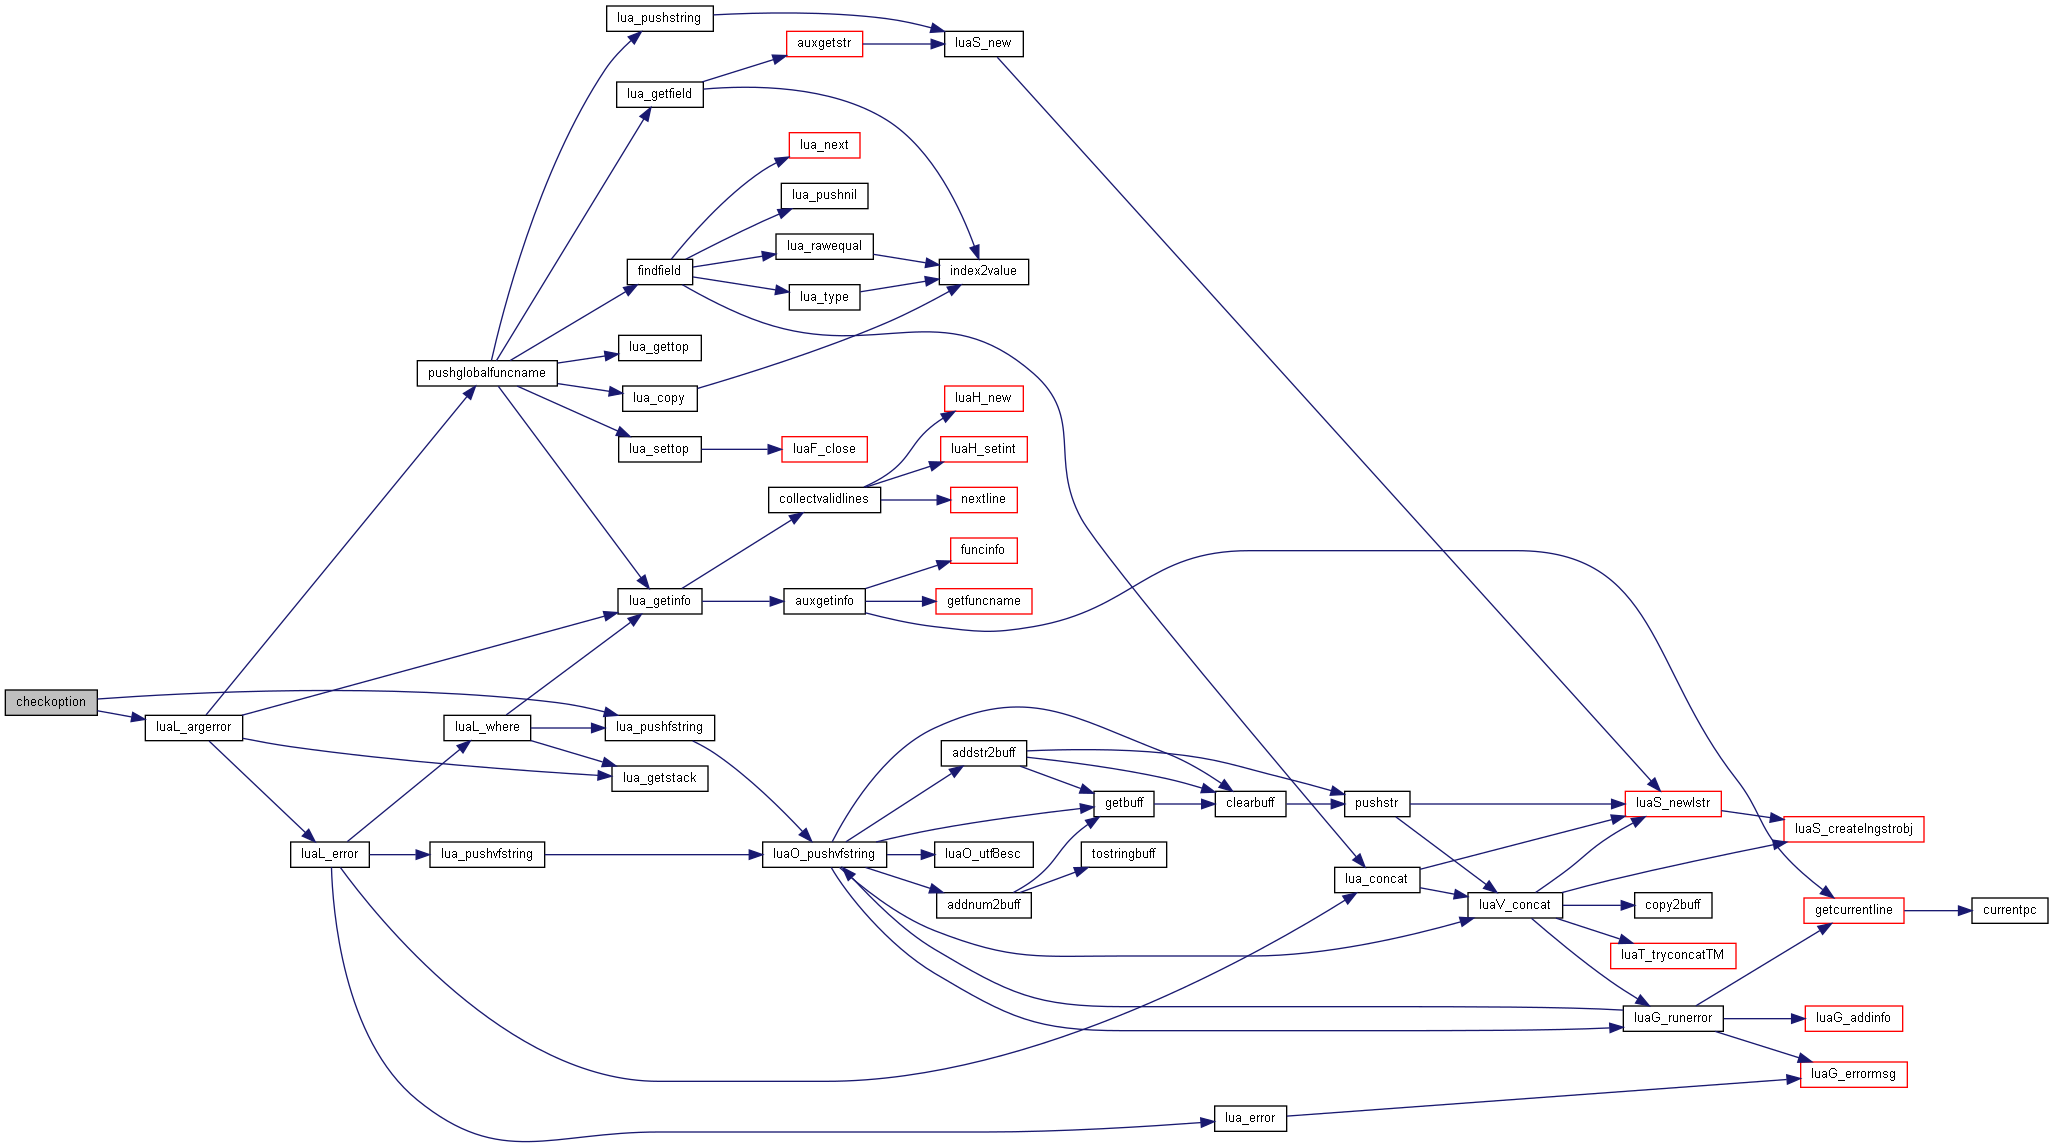 lua_pushstring
auxgetstr
luaS_new
lua_getfield
lua_next
lua_pushnil
lua_rawequal
findfield
index2value
lua_type
lua_gettop
pushglobalfuncname
lua_copy
luaH_new
lua_settop
luaF_close
luaH_setint
collectvalidlines
nextline
funcinfo
lua_getinfo
auxgetinfo
getfuncname
checkoption
luaL_argerror
luaL_where
lua_pushfstring
addstr2buff
lua_getstack
getbuff
clearbuff
pushstr
luaS_newlstr
luaS_createlngstrobj
luaL_error
lua_pushvfstring
luaO_pushvfstring
luaO_utf8esc
tostringbuff
lua_concat
addnum2buff
luaV_concat
copy2buff
getcurrentline
currentpc
luaT_tryconcatTM
luaG_runerror
luaG_addinfo
luaG_errormsg
lua_error